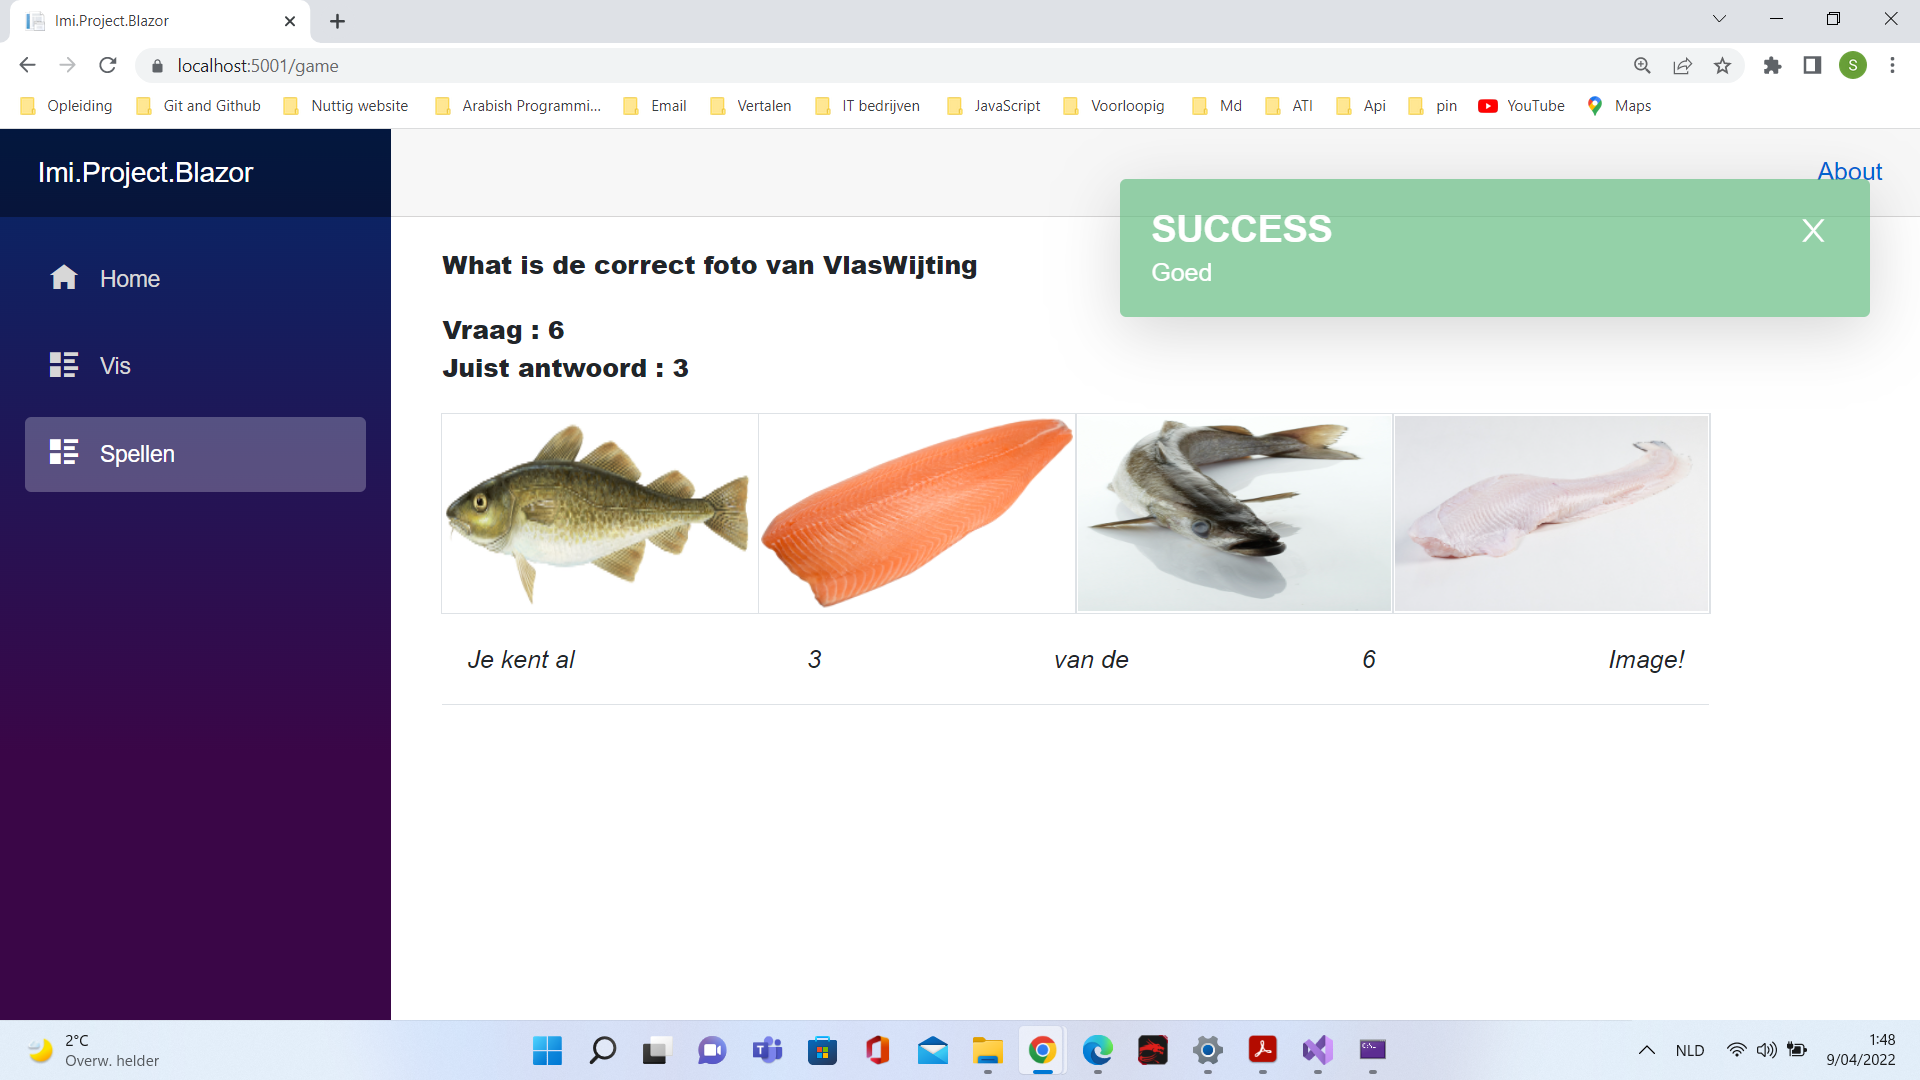 Imi.Project.Blazor
localhost:5001/game
S
Opleiding Git and Github Nuttig website Arabish Programmi... Email Vertalen IT bedrijven JavaScript Voorloopig Md ATI Api pin YouTube Maps
Imi.Project.Blazor
About
SUCCESS
Goed
Home
Vis
Spellen
What is de correct foto van VlasWijting
Vraag : 6
Juist antwoord : 3
Je kent al 3 van de 6 Image!
2°C
Overw. helder
NLD
1:48
9/04/2022